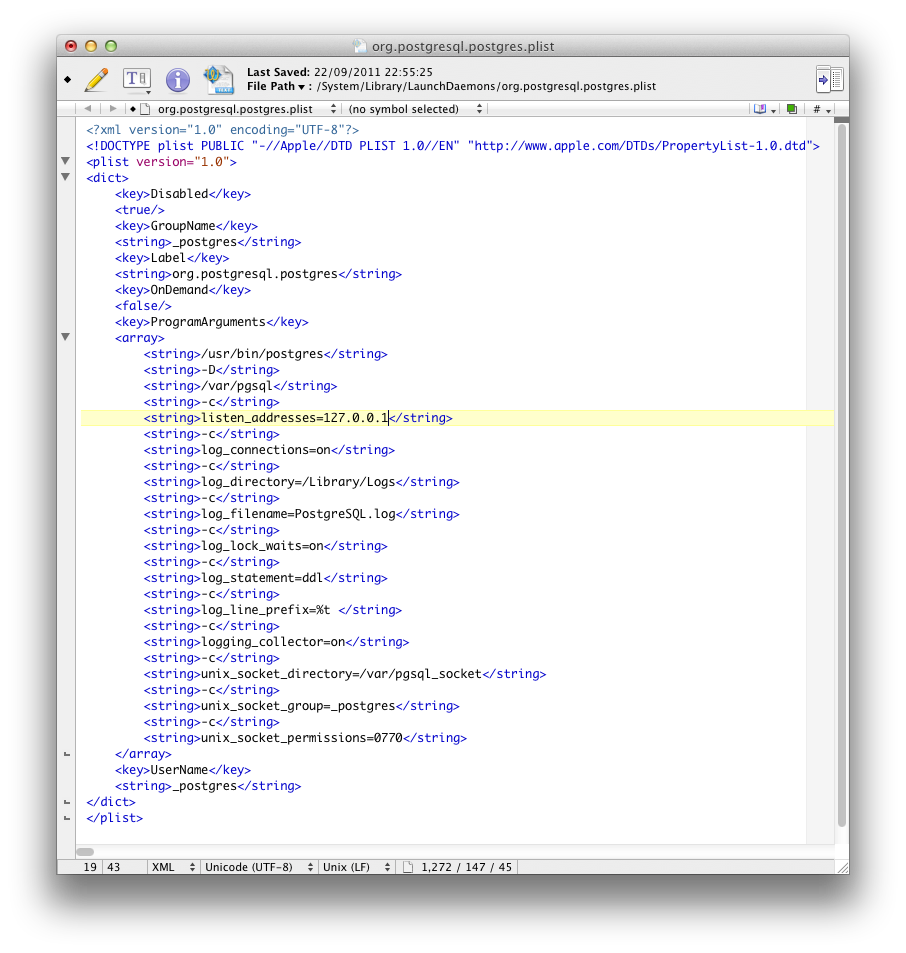 org.postgresql.postgres.plist
Last Saved: 22/09/2011 22:55:25
File Path ▾ : /System/Library/LaunchDaemons/org.postgresql.postgres.plist
org.postgresql.postgres.plist (no symbol selected) #
<?xml version="1.0" encoding="UTF-8"?>
<!DOCTYPE plist PUBLIC "-//Apple//DTD PLIST 1.0//EN" "http://www.apple.com/DTDs/PropertyList-1.0.dtd">
<plist version="1.0">
<dict>
    <key>Disabled</key>
    <true/>
    <key>GroupName</key>
    <string>_postgres</string>
    <key>Label</key>
    <string>org.postgresql.postgres</string>
    <key>OnDemand</key>
    <false/>
    <key>ProgramArguments</key>
    <array>
        <string>/usr/bin/postgres</string>
        <string>-D</string>
        <string>/var/pgsql</string>
        <string>-c</string>
        <string>listen_addresses=127.0.0.1</string>
        <string>-c</string>
        <string>log_connections=on</string>
        <string>-c</string>
        <string>log_directory=/Library/Logs</string>
        <string>-c</string>
        <string>log_filename=PostgreSQL.log</string>
        <string>-c</string>
        <string>log_lock_waits=on</string>
        <string>-c</string>
        <string>log_statement=ddl</string>
        <string>-c</string>
        <string>log_line_prefix=%t </string>
        <string>-c</string>
        <string>logging_collector=on</string>
        <string>-c</string>
        <string>unix_socket_directory=/var/pgsql_socket</string>
        <string>-c</string>
        <string>unix_socket_group=_postgres</string>
        <string>-c</string>
        <string>unix_socket_permissions=0770</string>
    </array>
    <key>UserName</key>
    <string>_postgres</string>
</dict>
</plist>
19 43 XML Unicode (UTF-8) Unix (LF) 1,272 / 147 / 45